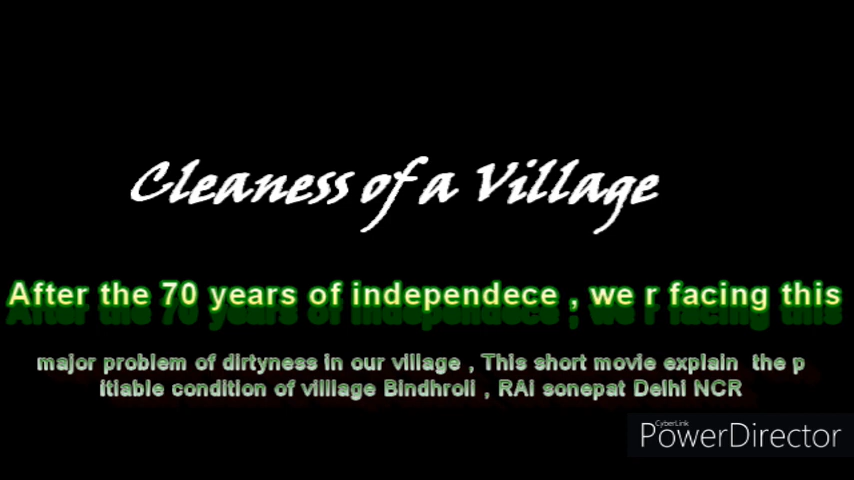 Cleaness of a Village
After the 70 years of independece , we r facing this
major problem of dirtyness in our village , This short movie explain the p
itiable condition of villlage Bindhroli , RAI sonepat Delhi NCR
CyberLink
PowerDirector